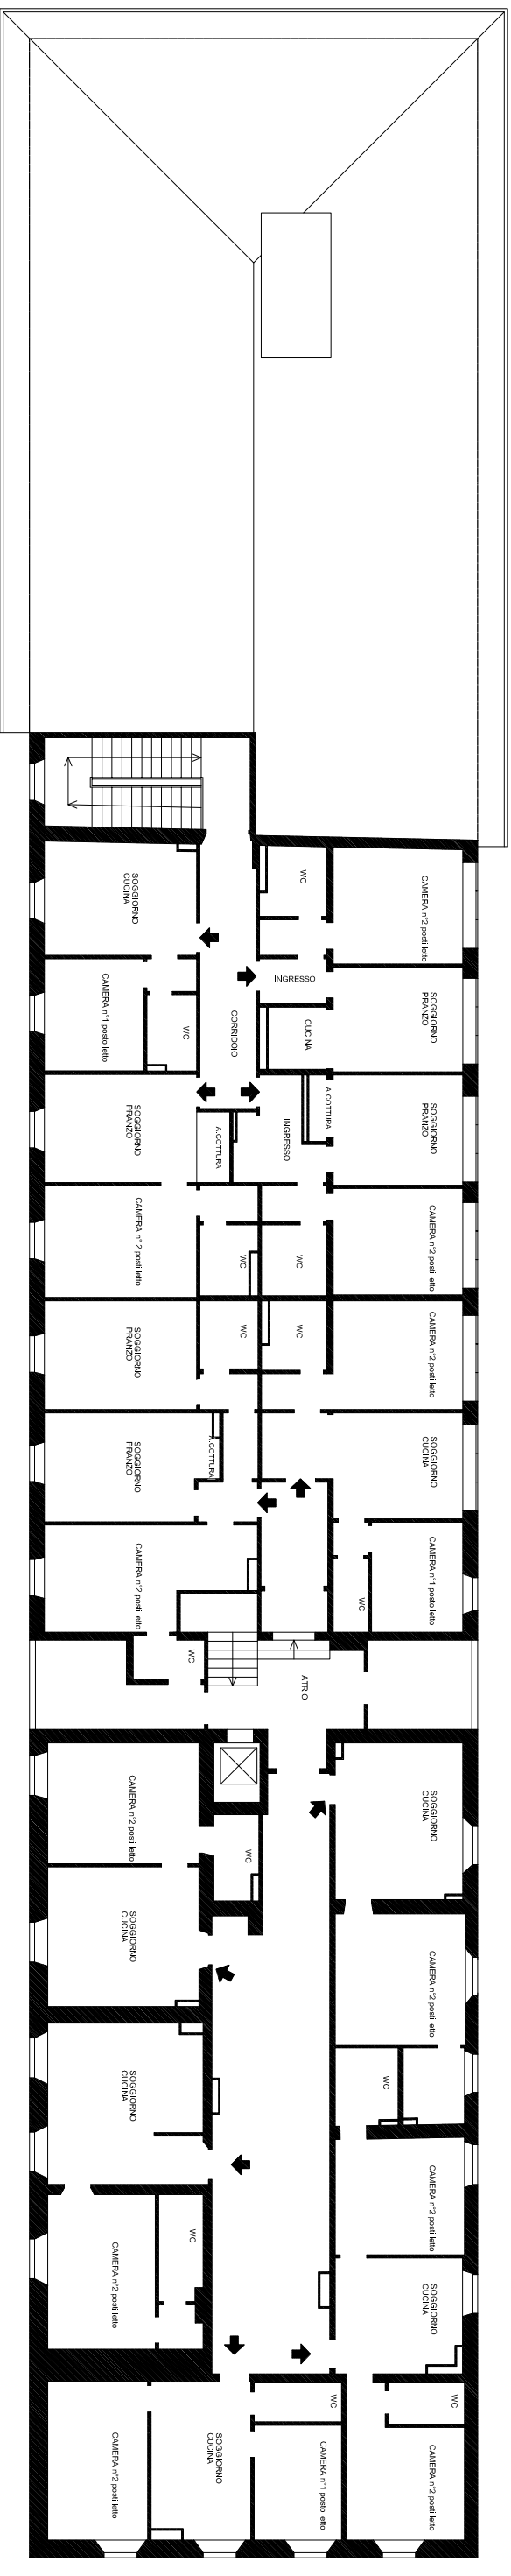 WC
CAMERA n°2 posti letto
SOGGIORNO
CUCINA
INGRESSO
SOGGIORNO
PRANZO
CAMERA n°1 posto letto
WC
CORRIDOIO
CUCINA
SOGGIORNO
PRANZO
A.COTTURA
INGRESSO
A.COTTURA
SOGGIORNO
PRANZO
CAMERA n° 2 posti letto
WC
WC
CAMERA n°2 posti letto
SOGGIORNO
PRANZO
WC
WC
CAMERA n°2 posti letto
SOGGIORNO
PRANZO
A.COTTURA
SOGGIORNO
CUCINA
CAMERA n°2 posti letto
WC
CAMERA n°1 posto letto
WC
ATRIO
CAMERA n°2 posti letto
SOGGIORNO
CUCINA
WC
SOGGIORNO
CUCINA
CAMERA n°2 posti letto
SOGGIORNO
CUCINA
WC
CAMERA n°2 posti letto
WC
CAMERA n°2 posti letto
SOGGIORNO
CUCINA
WC
WC
CAMERA n°2 posti letto
SOGGIORNO
CUCINA
CAMERA n°1 posto letto
CAMERA n°2 posti letto